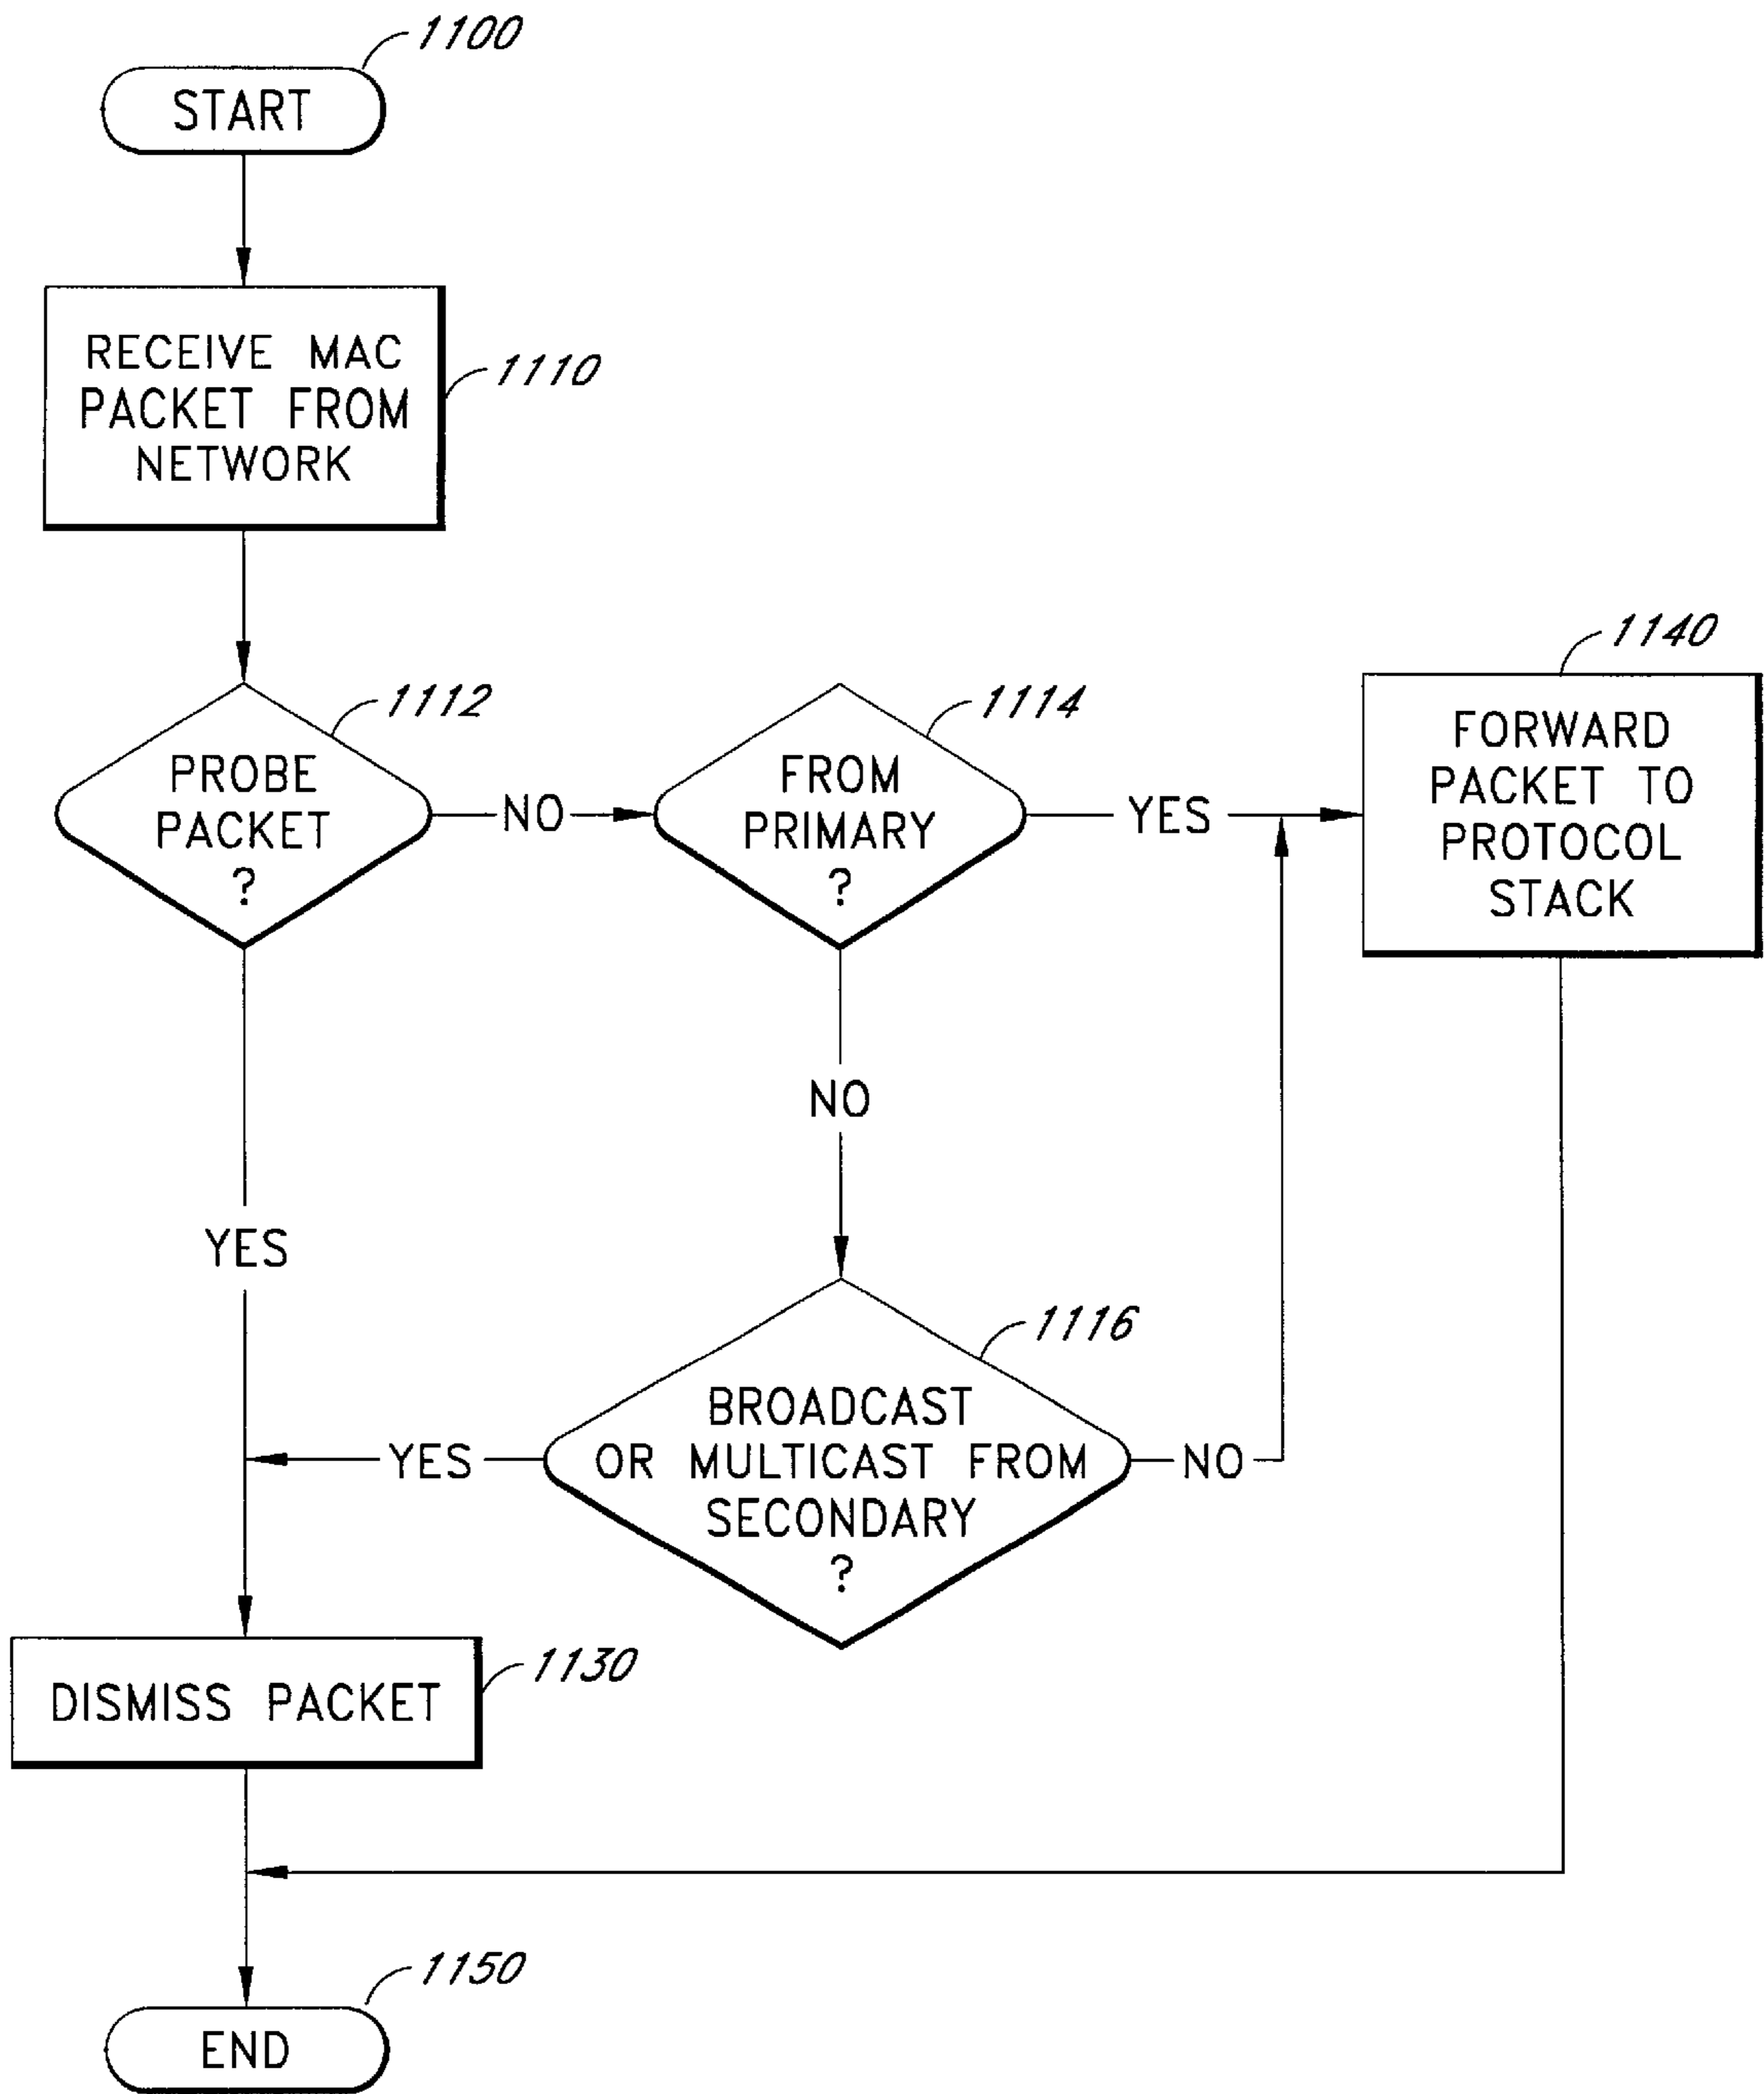 1100
START
RECEIVE MAC
PACKET FROM
NETWORK
1110
PROBE
PACKET
?
1112
NO
YES
FROM
PRIMARY
?
1114
YES
NO
FORWARD
PACKET TO
PROTOCOL
STACK
1140
BROADCAST
OR MULTICAST FROM
SECONDARY
?
1116
YES
NO
DISMISS PACKET
1130
END
1150